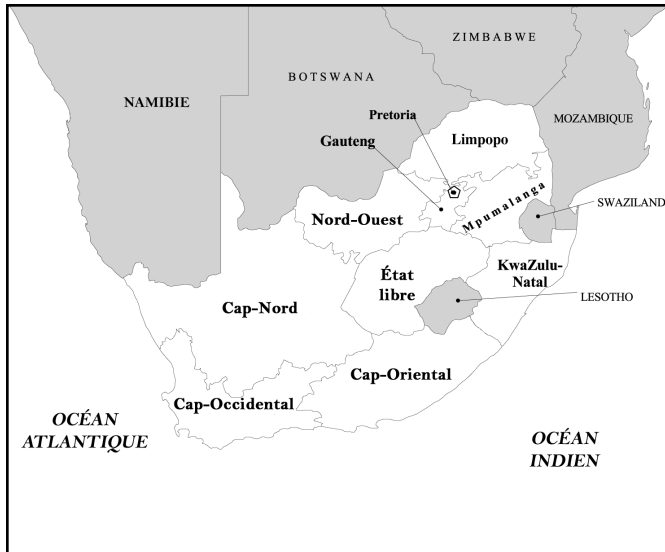 ZIMBABWE
BOTSWANA
NAMIBIE
Pretoria
MOZAMBIQUE
Gauteng
Limpopo
Mpumalanga
SWAZILAND
Nord-Ouest
KwaZulu-
Natal
État
libre
LESOTHO
Cap-Nord
Cap-Oriental
Cap-Occidental
OCÉAN
ATLANTIQUE
OCÉAN
INDIEN